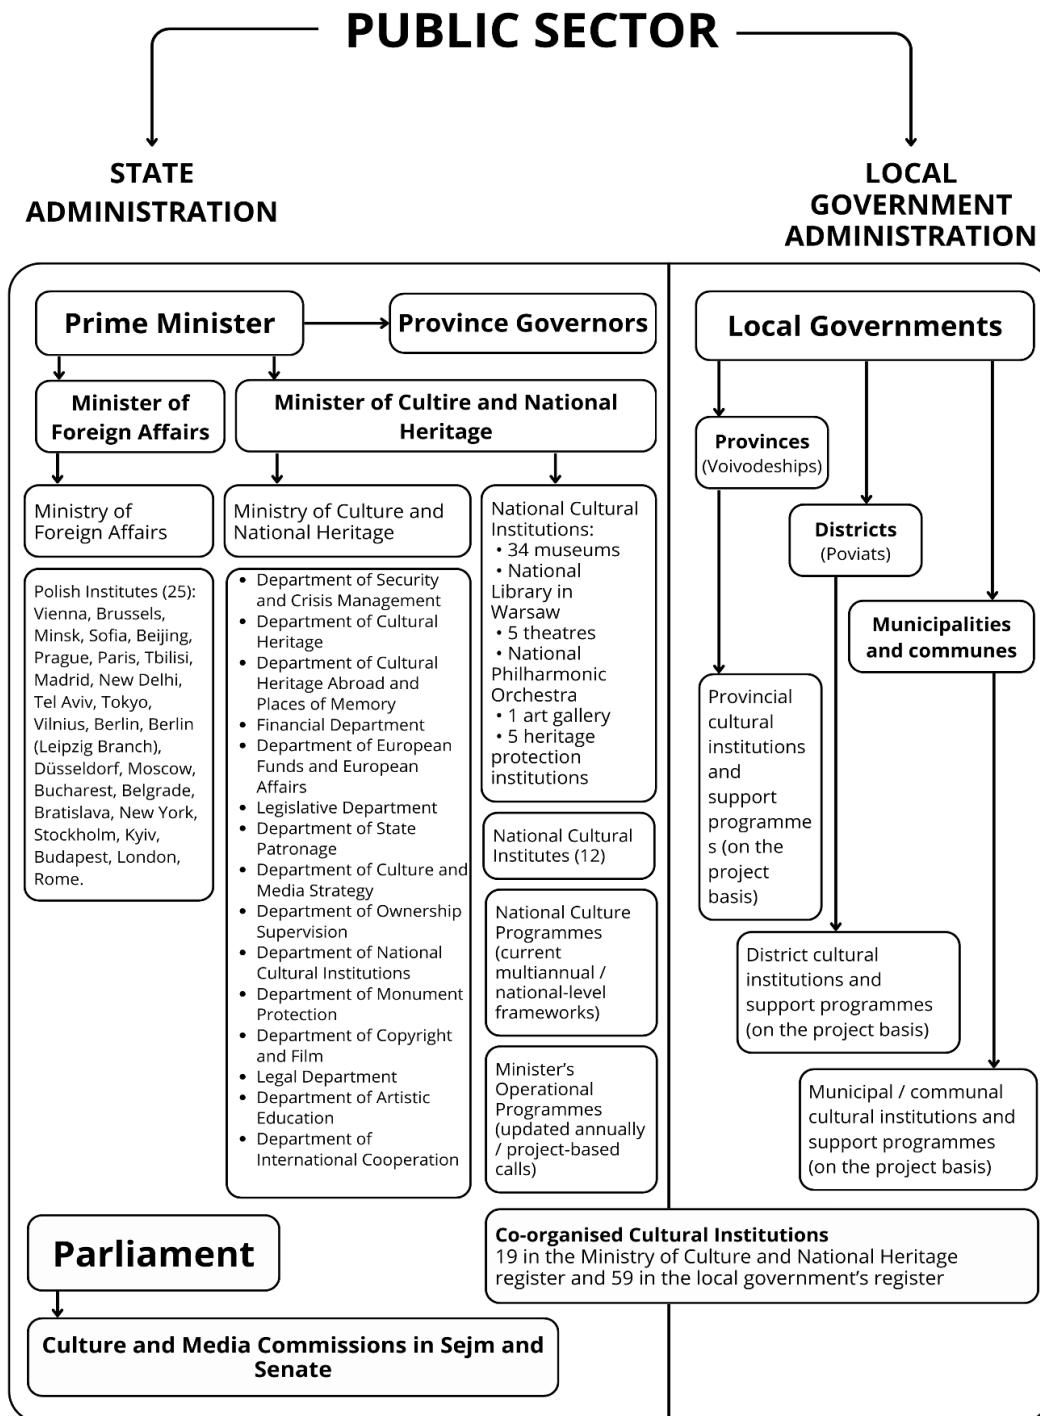 PUBLIC SECTOR
STATE
ADMINISTRATION
LOCAL
GOVERNMENT
ADMINISTRATION
Prime Minister
Province Governors
Minister of
Foreign Affairs
Minister of Cultire and National
Heritage
Ministry of
Foreign Affairs
Polish Institutes (25):
Vienna, Brussels,
Minsk, Sofia, Beijing,
Prague, Paris, Tbilisi,
Madrid, New Delhi,
Tel Aviv, Tokyo,
Vilnius, Berlin, Berlin
(Leipzig Branch),
Düsseldorf, Moscow,
Bucharest, Belgrade,
Bratislava, New York,
Stockholm, Kyiv,
Budapest, London,
Rome.
Ministry of Culture and
National Heritage
• Department of Security
and Crisis Management
• Department of Cultural
Heritage
• Department of Cultural
Heritage Abroad and
Places of Memory
• Financial Department
• Department of European
Funds and European
Affairs
• Legislative Department
• Department of State
Patronage
• Department of Culture and
Media Strategy
• Department of Ownership
Supervision
• Department of National
Cultural Institutions
• Department of Monument
Protection
• Department of Copyright
and Film
• Legal Department
• Department of Artistic
Education
• Department of
International Cooperation
National Cultural
Institutions:
• 34 museums
• National
Library in
Warsaw
• 5 theatres
• National
Philharmonic
Orchestra
• 1 art gallery
• 5 heritage
protection
institutions
National Cultural
Institutes (12)
National Culture
Programmes
(current
multiannual /
national-level
frameworks)
Minister’s
Operational
Programmes
(updated annually
/ project-based
calls)
Local Governments
Provinces
(Voivodeships)
Districts
(Poviats)
Municipalities
and communes
Provincial
cultural
institutions
and
support
programme
s (on the
project
basis)
District cultural
institutions and
support programmes
(on the project basis)
Municipal / communal
cultural institutions and
support programmes
(on the project basis)
Co-organised Cultural Institutions
19 in the Ministry of Culture and National Heritage
register and 59 in the local government’s register
Parliament
Culture and Media Commissions in Sejm and
Senate